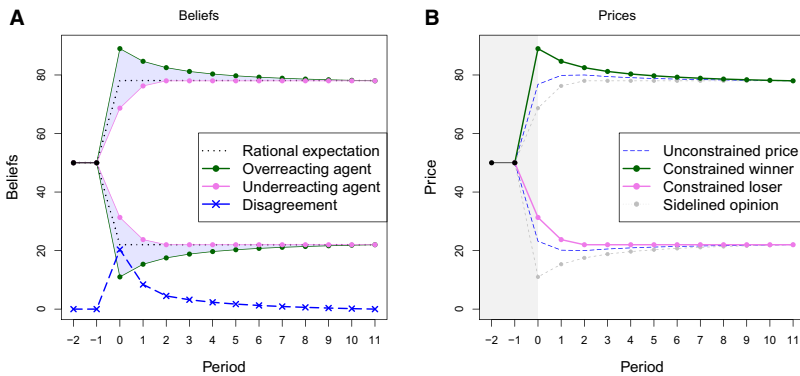 A
Beliefs
80
60
40
20
0
Beliefs
Rational expectation
Overreacting agent
Underreacting agent
Disagreement
−2 −1 0 1 2 3 4 5 6 7 8 9 10 11
Period
B
Prices
80
60
40
20
0
Price
Unconstrained price
Constrained winner
Constrained loser
Sidelined opinion
−2 −1 0 1 2 3 4 5 6 7 8 9 10 11
Period